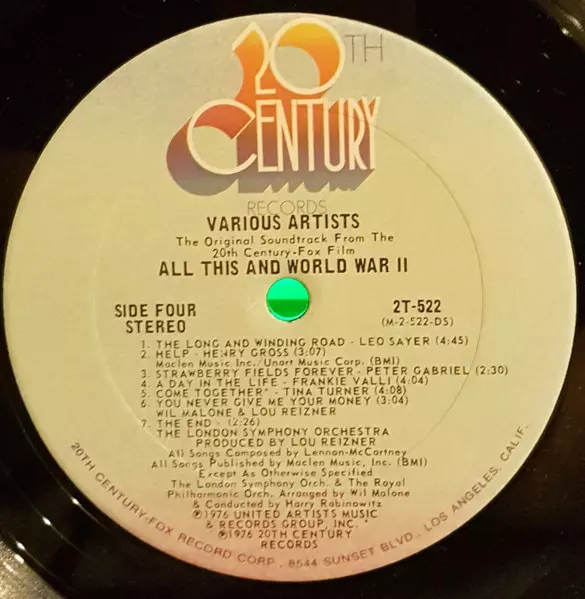 20TH
CENTURY
RECORDS
VARIOUS ARTISTS
The Original Soundtrack From The
20th Century-Fox Film
ALL THIS AND WORLD WAR II
SIDE FOUR
STEREO
2T-522
(M-2-522-DS)
1. THE LONG AND WINDING ROAD - LEO SAYER (4:45)
2. HELP - HENRY GROSS (3:07)
Maclen Music Inc./Unart Music Corp. (BMI)
3. STRAWBERRY FIELDS FOREVER - PETER GABRIEL (2:30)
4. A DAY IN THE LIFE - FRANKIE VALLI (4:04)
5. COME TOGETHER* - TINA TURNER (4:08)
6. YOU NEVER GIVE ME YOUR MONEY (3:04)
WIL MALONE & LOU REIZNER
7. THE END - (2:26)
THE LONDON SYMPHONY ORCHESTRA
PRODUCED BY LOU REIZNER
All Songs Composed by Lennon-McCartney
All Songs Published by Maclen Music, Inc. (BMI)
Except As Otherwise Specified
The London Symphony Orch. & The Royal
Philharmonic Orch. Arranged by Wil Malone
& Conducted by Harry Rabinowitz
℗1976 UNITED ARTISTS MUSIC
& RECORDS GROUP, INC.
℗1976 20TH CENTURY
RECORDS
20TH CENTURY-FOX RECORD CORP., 8544 SUNSET BLVD., LOS ANGELES, CALIF.